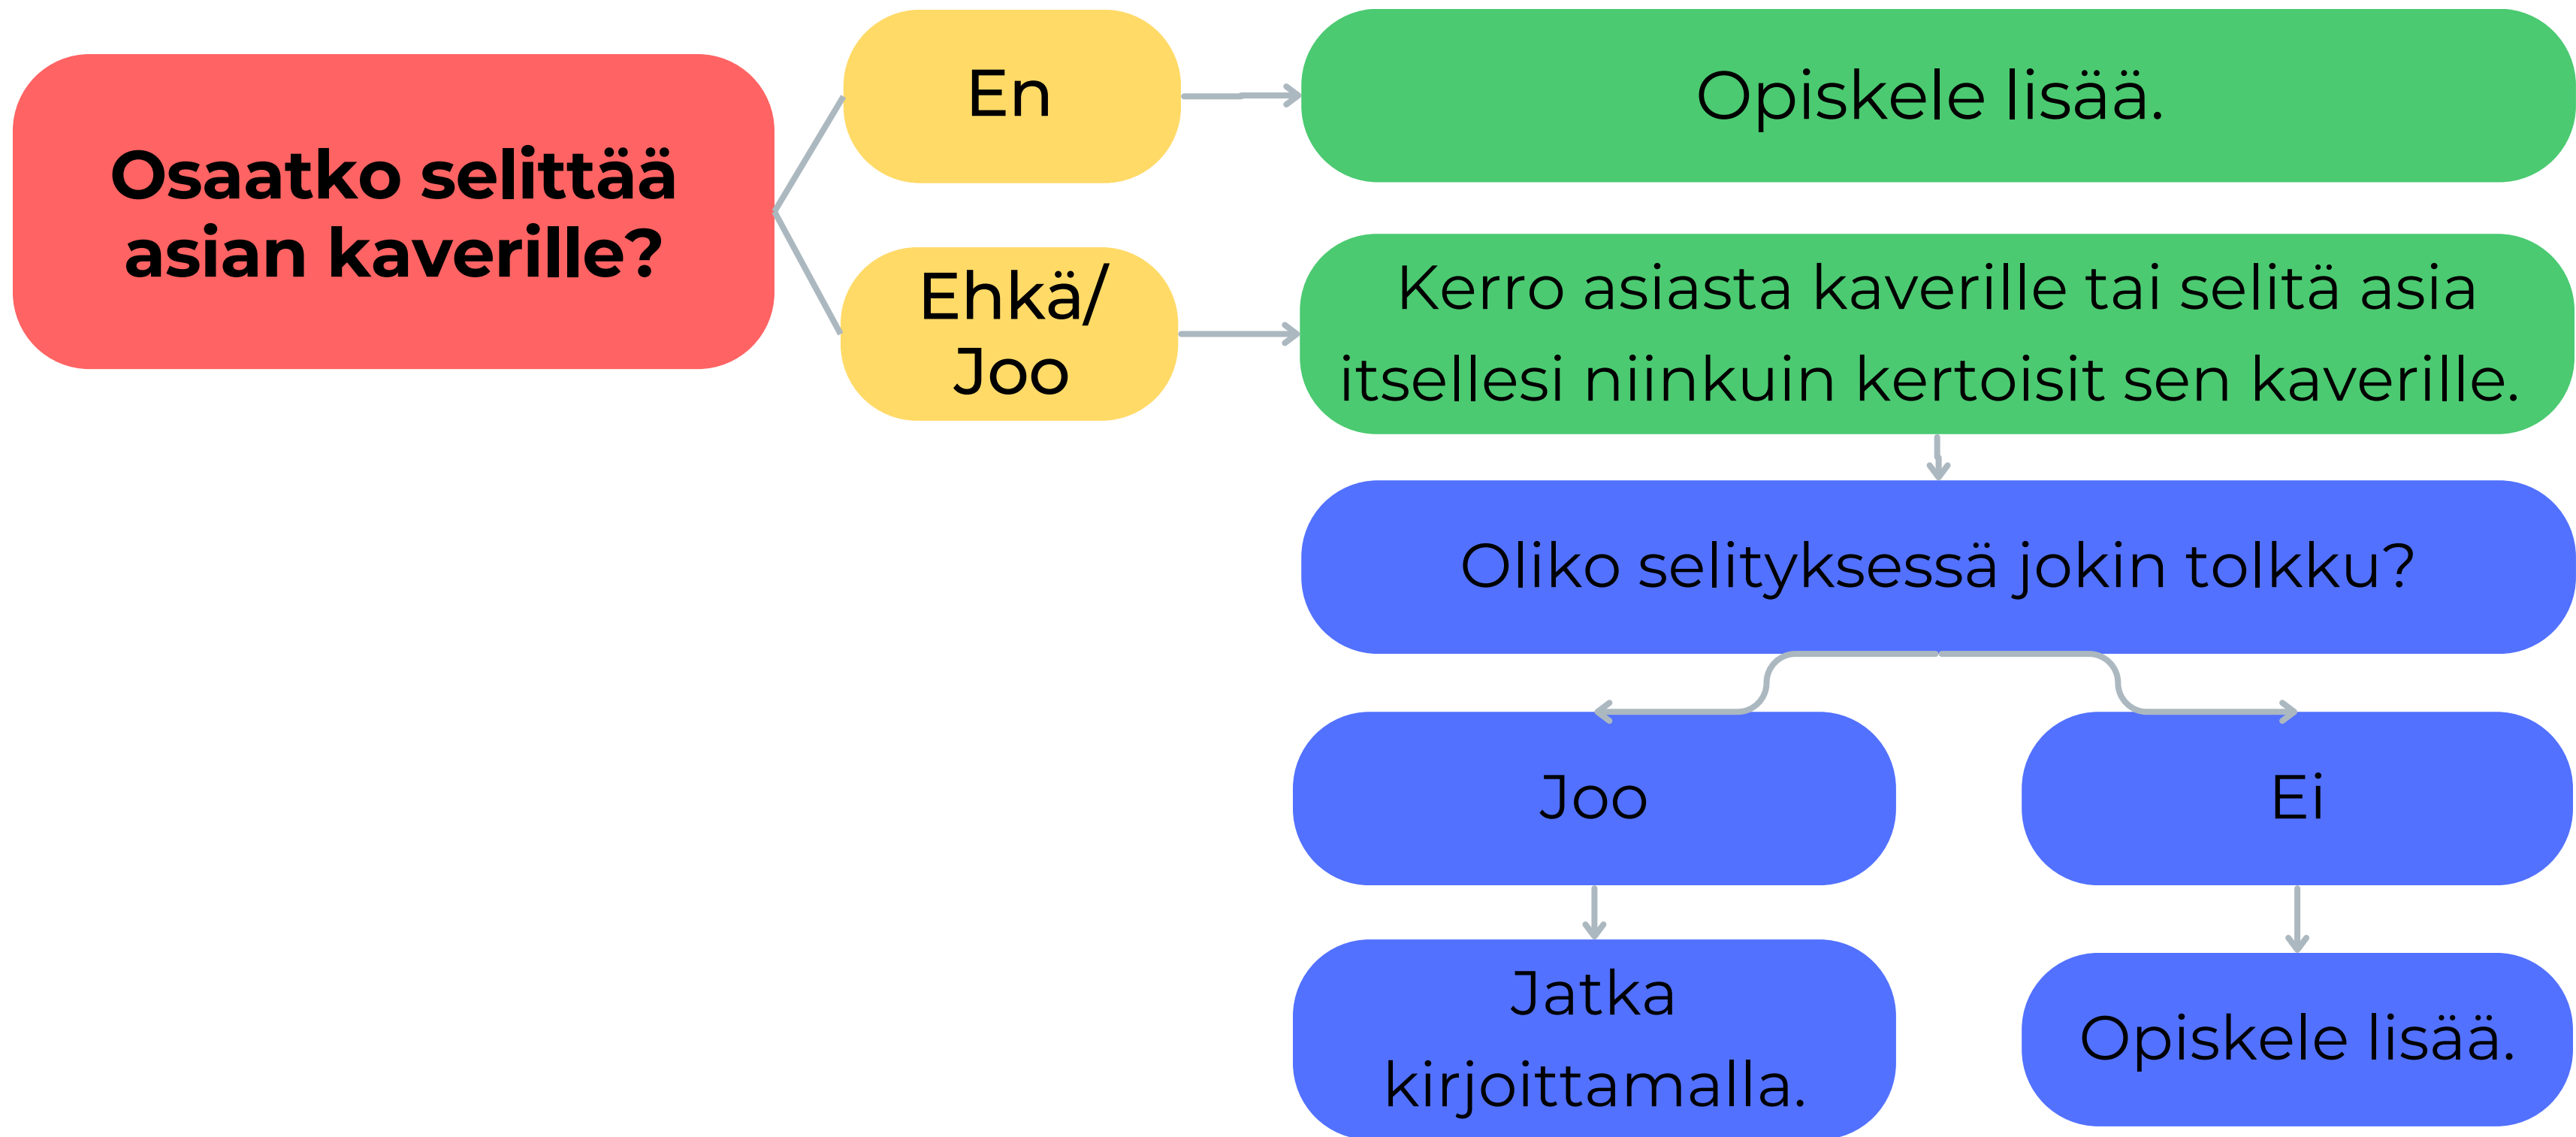 Osaatko selittää
asian kaverille?
En
Opiskele lisää.
Ehkä/
Joo
Kerro asiasta kaverille tai selitä asia
itsellesi niinkuin kertoisit sen kaverille.
Oliko selityksessä jokin tolkku?
Joo
Ei
Jatka
kirjoittamalla.
Opiskele lisää.